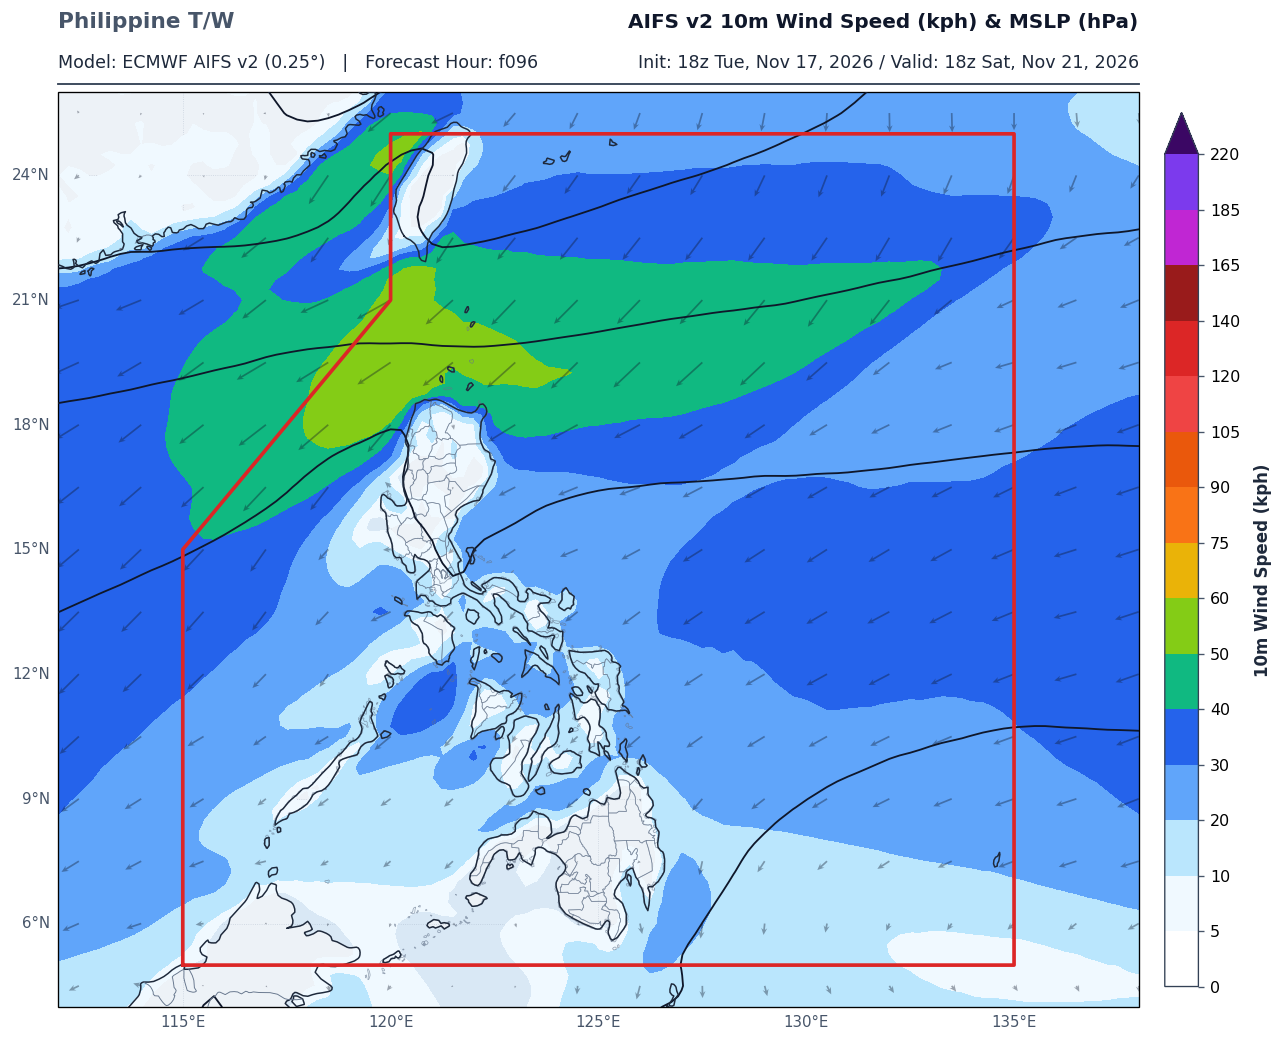 Philippine T/W
AIFS v2 10m Wind Speed (kph) & MSLP (hPa)
Model: ECMWF AIFS v2 (0.25°) | Forecast Hour: f096
Init: 18z Tue, Nov 17, 2026 / Valid: 18z Sat, Nov 21, 2026
24°N
21°N
18°N
15°N
12°N
9°N
6°N
115°E
120°E
125°E
130°E
135°E
220
185
165
140
120
105
90
75
60
50
40
30
20
10
5
0
10m Wind Speed (kph)